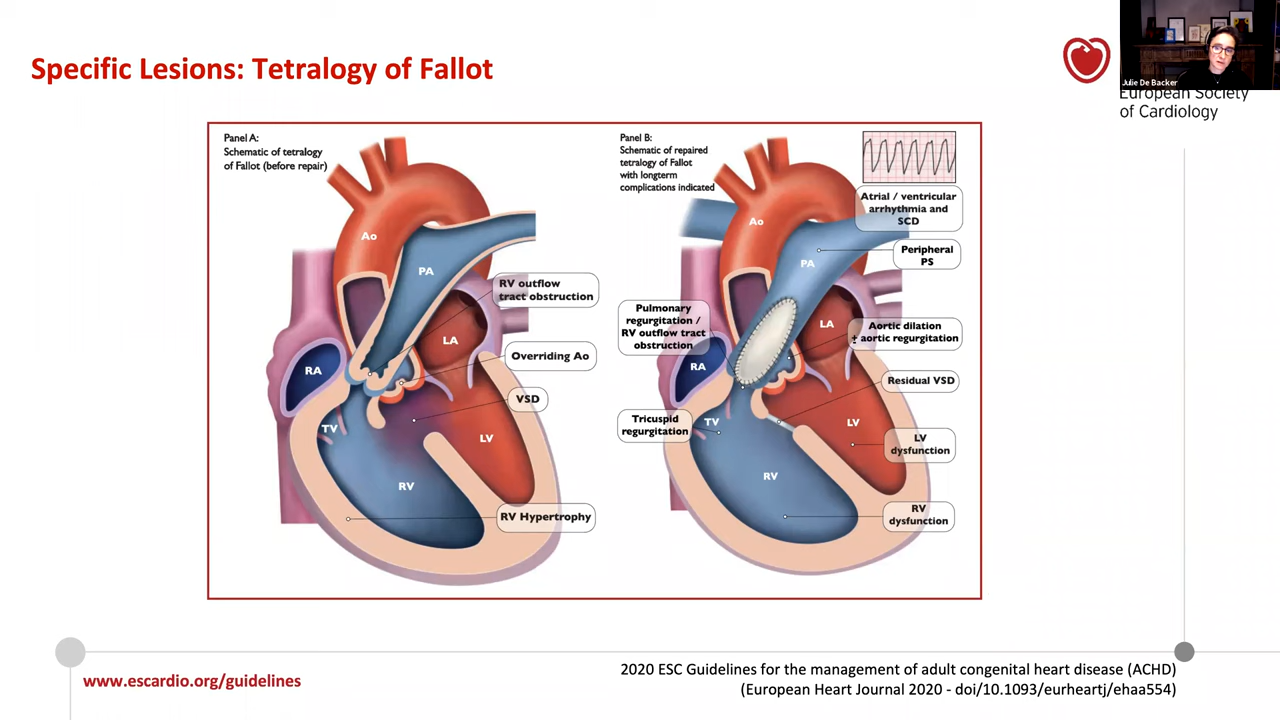 Specific Lesions: Tetralogy of Fallot
Julie De Backer
European Society
of Cardiology
Panel A:
Schematic of tetralogy
of Fallot (before repair)
Ao
PA
RV outflow
tract obstruction
LA
Overriding Ao
RA
VSD
TV
LV
RV
RV Hypertrophy
Panel B:
Schematic of repaired
tetralogy of Fallot
with longterm
complications indicated
Atrial / ventricular
arrhythmia and
SCD
Ao
Peripheral
PS
PA
Pulmonary
regurgitation /
RV outflow tract
obstruction
LA
Aortic dilation
± aortic regurgitation
RA
Residual VSD
Tricuspid
regurgitation
TV
LV
LV
dysfunction
RV
RV
dysfunction
www.escardio.org/guidelines
2020 ESC Guidelines for the management of adult congenital heart disease (ACHD)
(European Heart Journal 2020 - doi/10.1093/eurheartj/ehaa554)